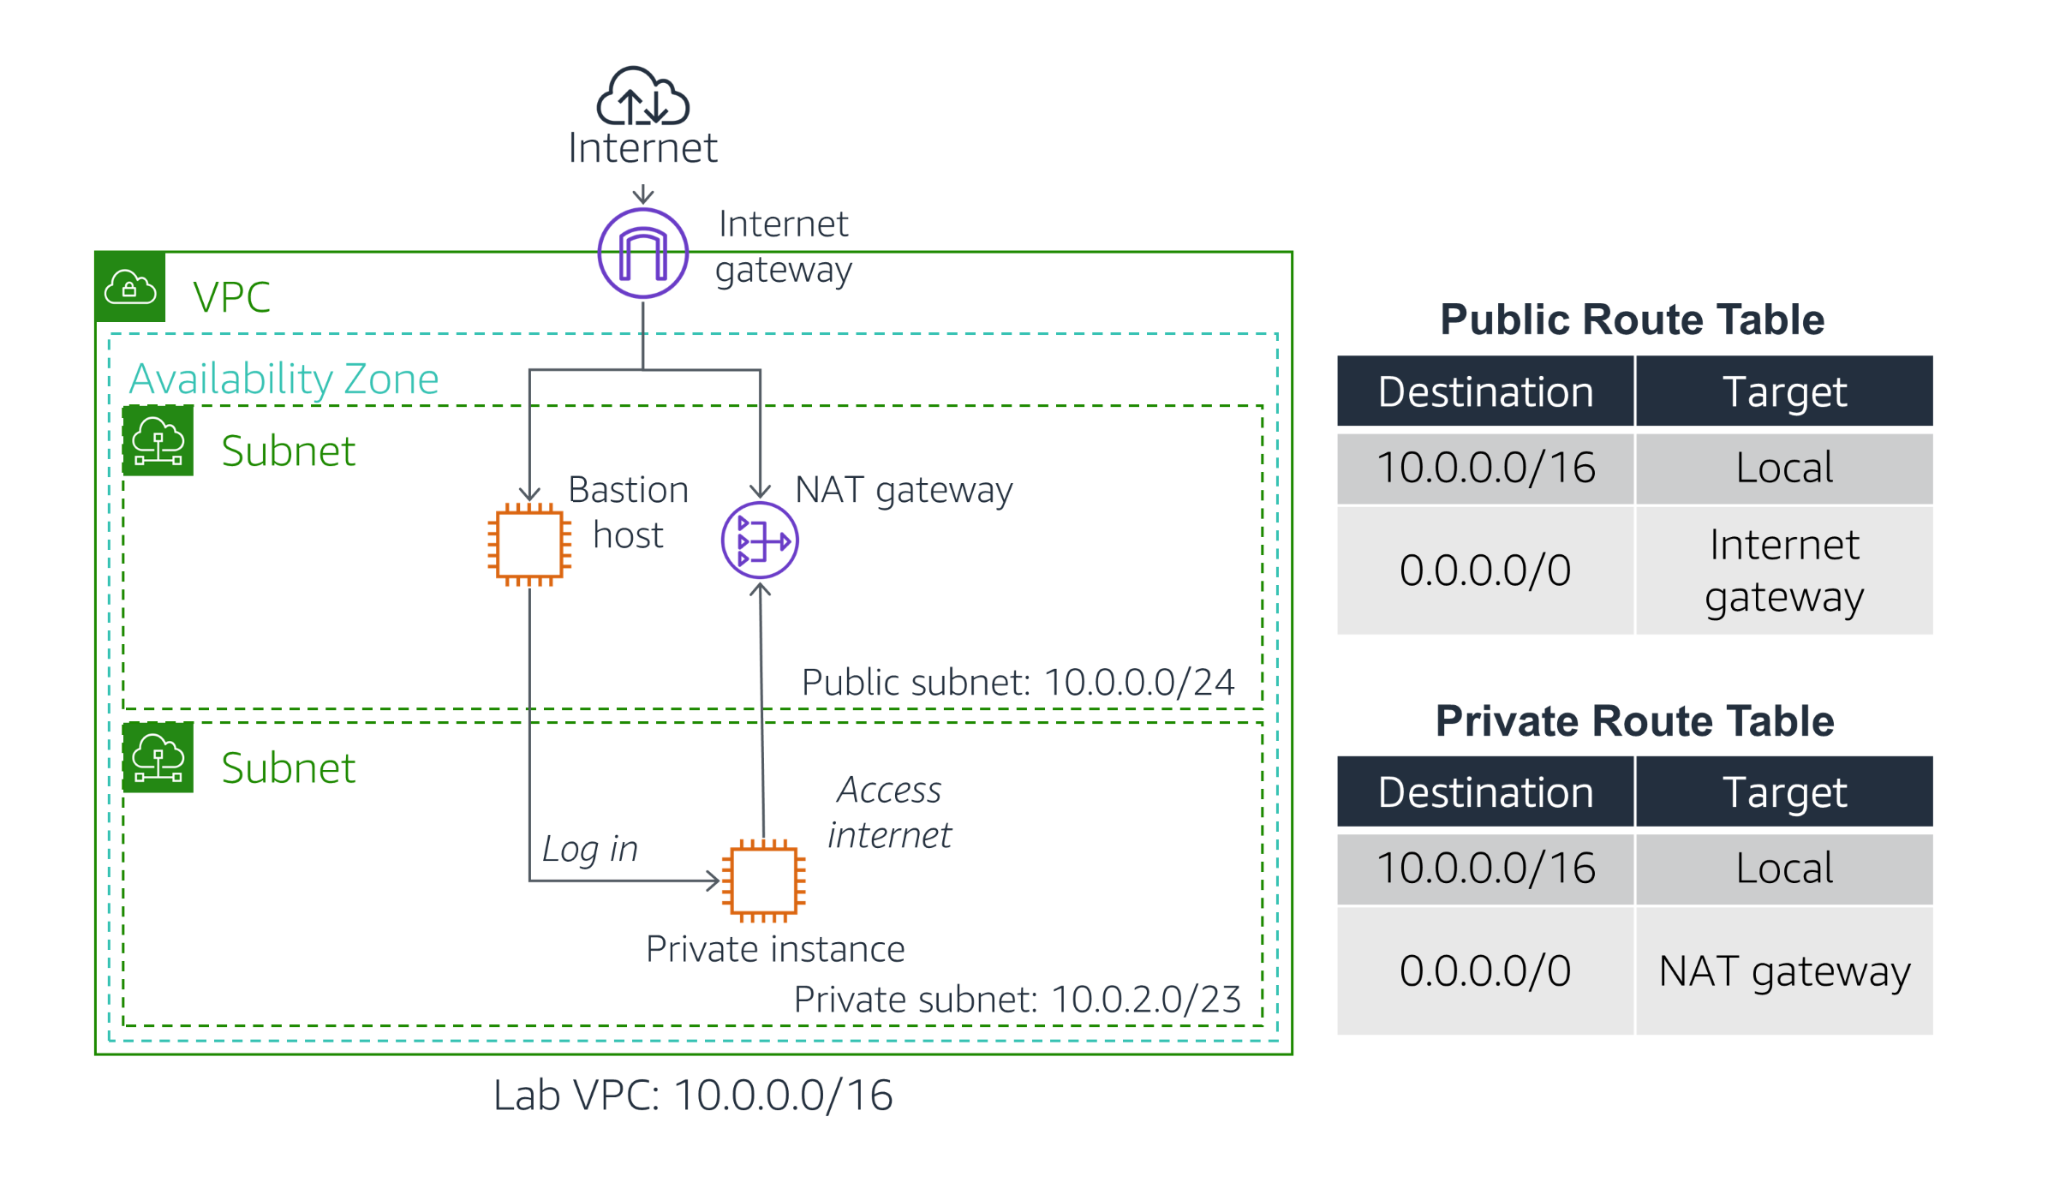 Internet
Internet
gateway
VPC
Availability Zone
Subnet
Bastion
host
NAT gateway
Public subnet: 10.0.0.0/24
Subnet
Access
internet
Log in
Private instance
Private subnet: 10.0.2.0/23
Lab VPC: 10.0.0.0/16
Public Route Table
Destination Target
10.0.0.0/16 Local
0.0.0.0/0 Internet
gateway
Private Route Table
Destination Target
10.0.0.0/16 Local
0.0.0.0/0 NAT gateway